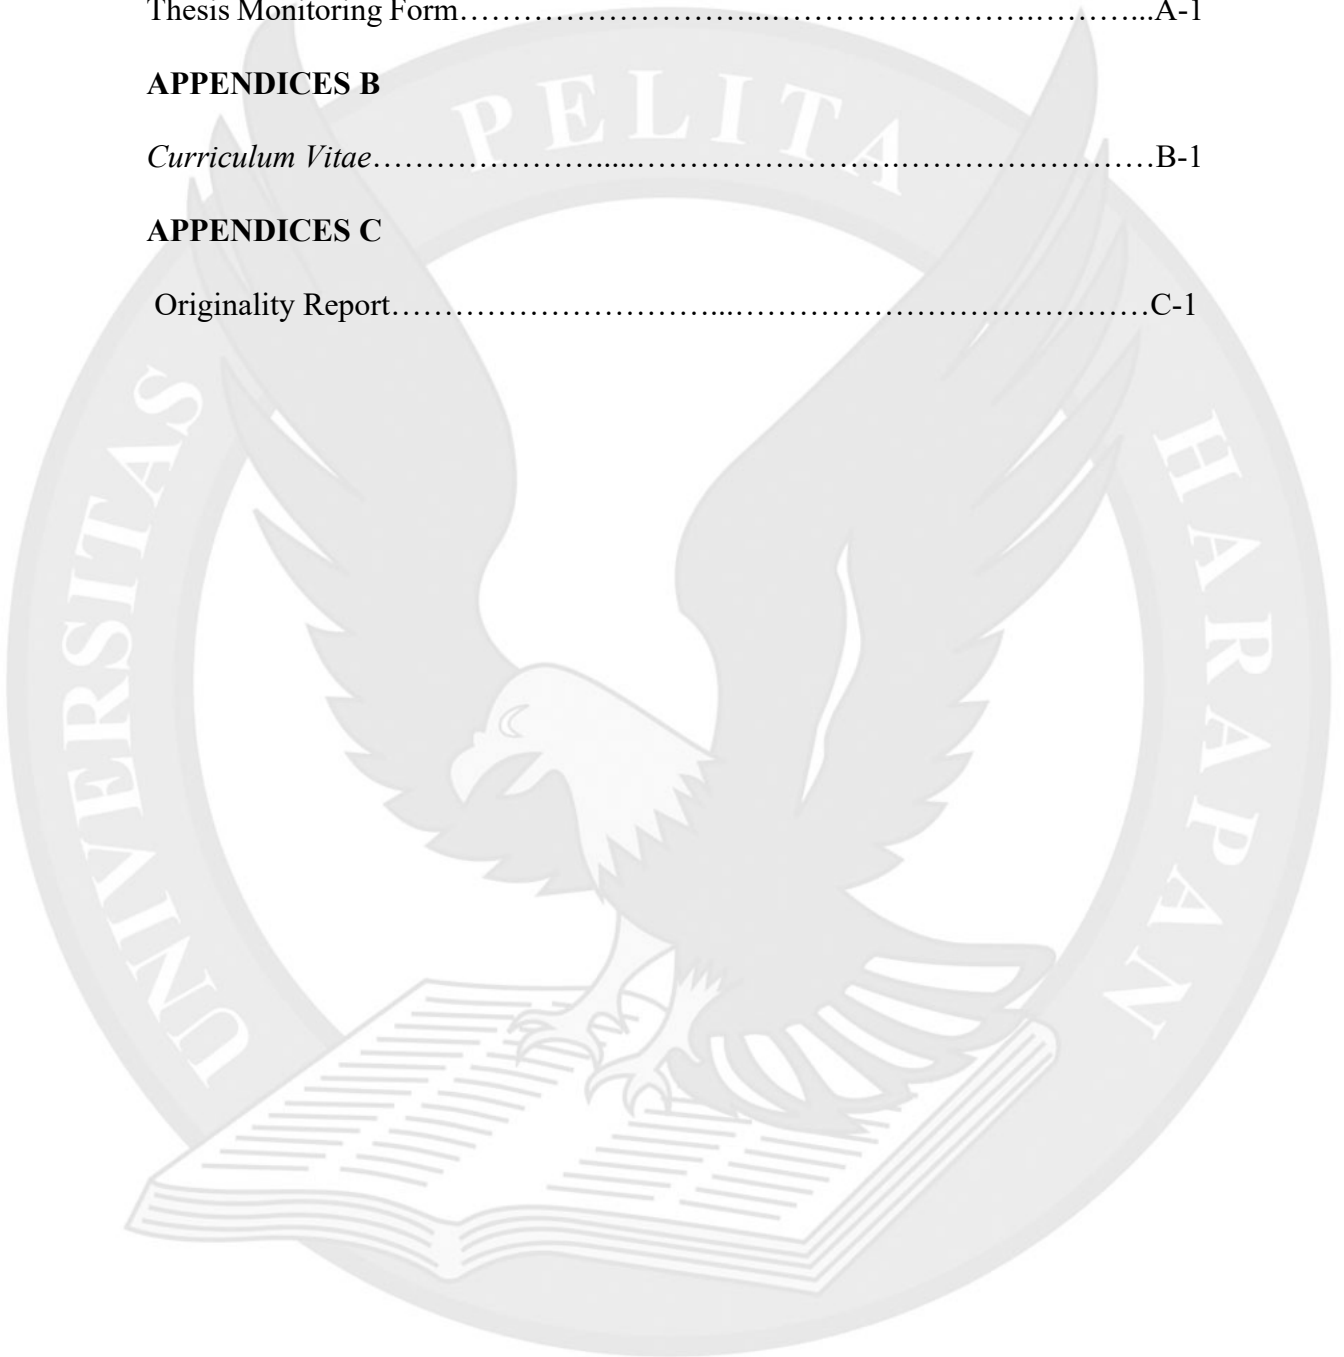 Thesis Monitoring Form……………………...…………………………….………...A-1
APPENDICES B
Curriculum Vitae…………………......………………………….…………………………B-1
APPENDICES C
Originality Report…………………………...…………………………………………C-1
UNIVERSITAS PELITA HARAPAN